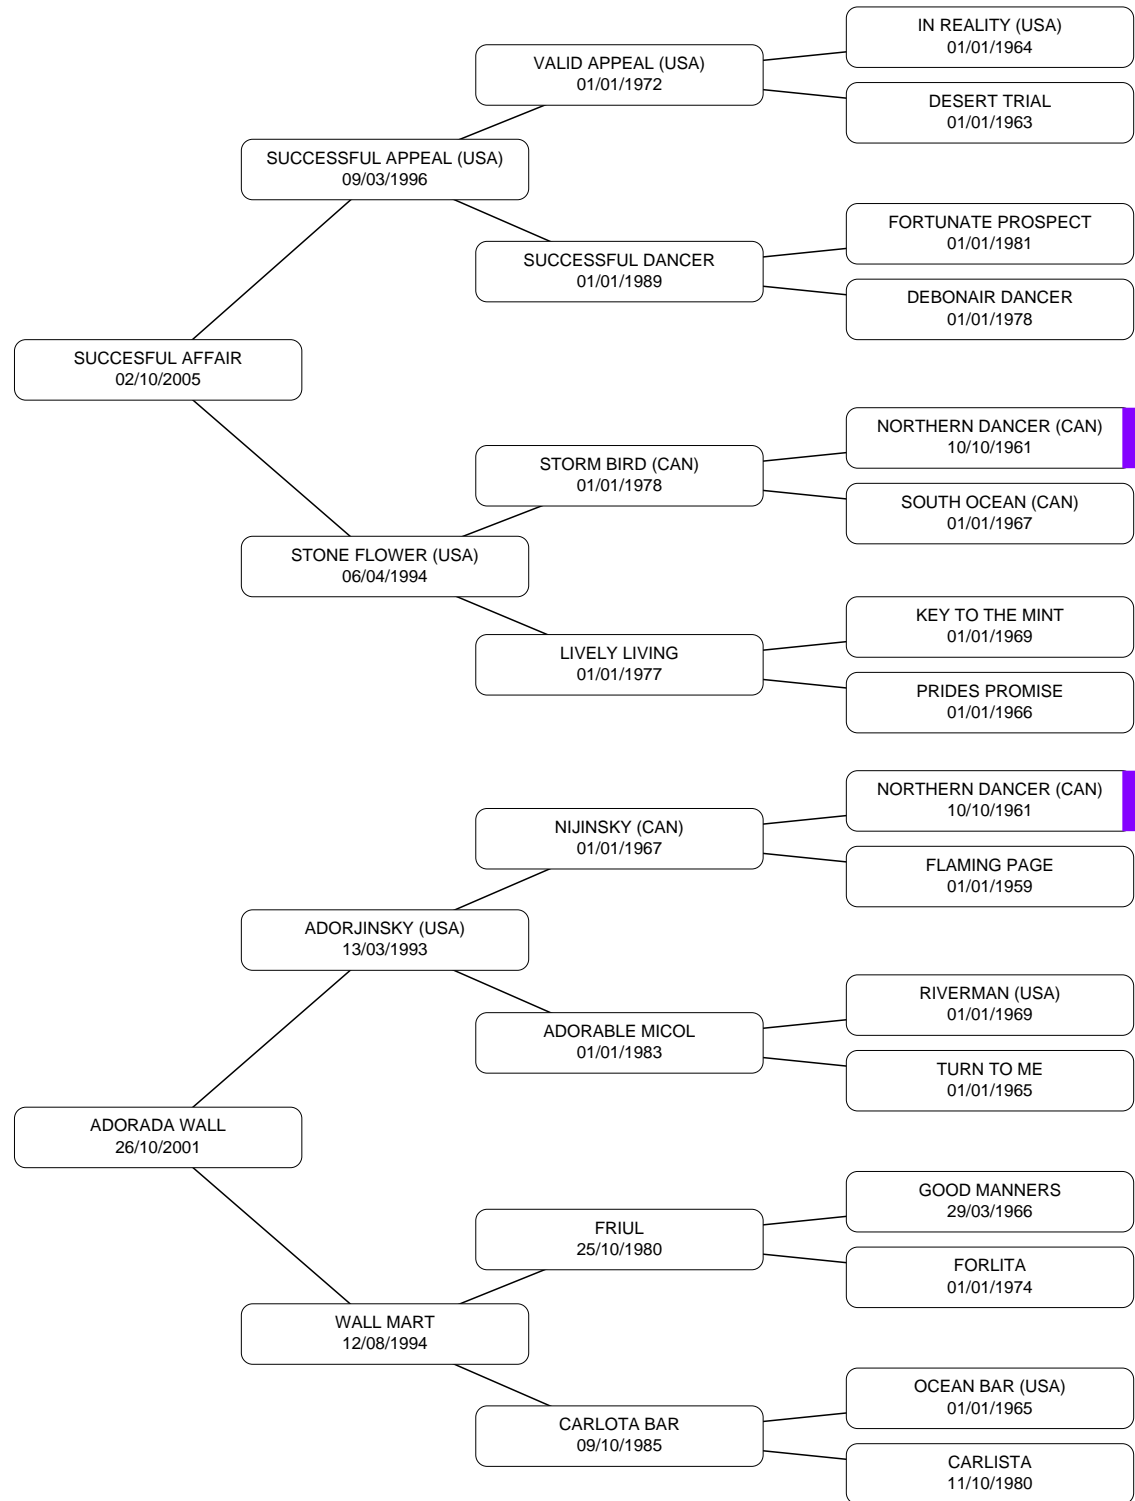 IN REALITY (USA)
01/01/1964
VALID APPEAL (USA)
01/01/1972
DESERT TRIAL
01/01/1963
SUCCESSFUL APPEAL (USA)
09/03/1996
FORTUNATE PROSPECT
01/01/1981
SUCCESSFUL DANCER
01/01/1989
DEBONAIR DANCER
01/01/1978
SUCCESFUL AFFAIR
02/10/2005
NORTHERN DANCER (CAN)
10/10/1961
STORM BIRD (CAN)
01/01/1978
SOUTH OCEAN (CAN)
01/01/1967
STONE FLOWER (USA)
06/04/1994
KEY TO THE MINT
01/01/1969
LIVELY LIVING
01/01/1977
PRIDES PROMISE
01/01/1966
NORTHERN DANCER (CAN)
10/10/1961
NIJINSKY (CAN)
01/01/1967
FLAMING PAGE
01/01/1959
ADORJINSKY (USA)
13/03/1993
RIVERMAN (USA)
01/01/1969
ADORABLE MICOL
01/01/1983
TURN TO ME
01/01/1965
ADORADA WALL
26/10/2001
GOOD MANNERS
29/03/1966
FRIUL
25/10/1980
FORLITA
01/01/1974
WALL MART
12/08/1994
OCEAN BAR (USA)
01/01/1965
CARLOTA BAR
09/10/1985
CARLISTA
11/10/1980